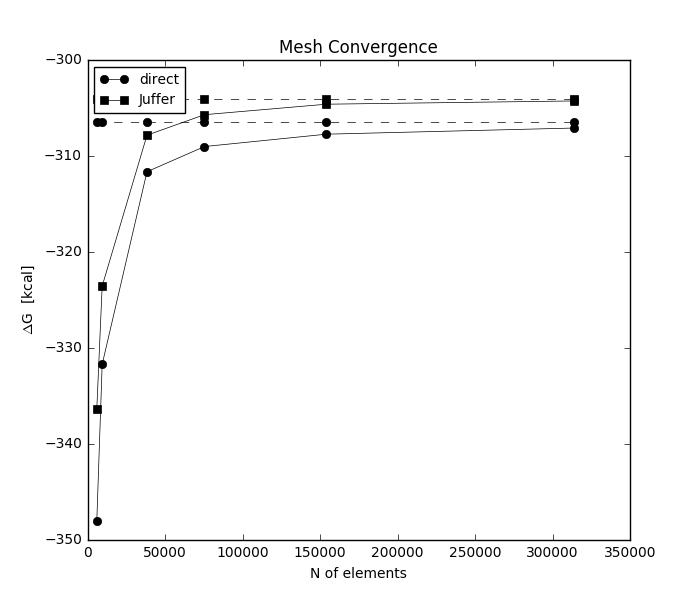 Mesh Convergence
direct
Juffer
−300
−310
−320
−330
−340
−350
ΔG [kcal]
0 50000 100000 150000 200000 250000 300000 350000
N of elements